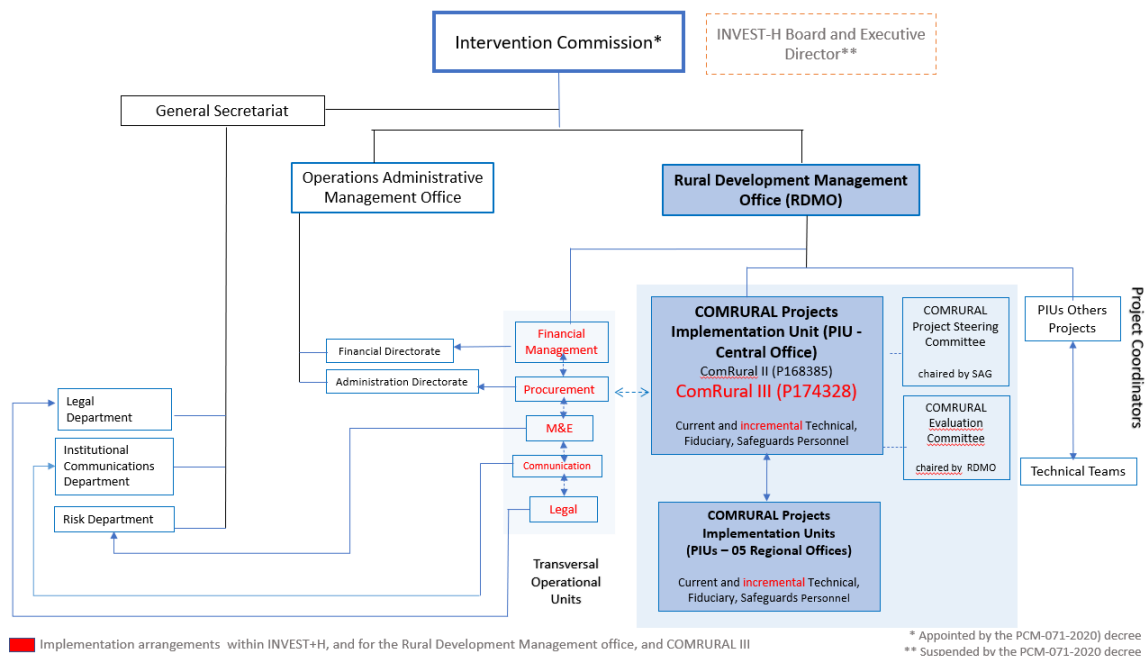 Intervention Commission*
INVEST-H Board and Executive
Director**
General Secretariat
Operations Administrative
Management Office
Rural Development Management
Office (RDMO)
Financial
Management
Procurement
M&E
Communication
Legal
Transversal
Operational
Units
Financial Directorate
Administration Directorate
Legal
Department
Institutional
Communications
Department
Risk Department
COMRURAL Projects
Implementation Unit (PIU -
Central Office)
ComRural II (P168385)
ComRural III (P174328)
Current and incremental Technical,
Fiduciary, Safeguards Personnel
COMRURAL Projects
Implementation Units
(PIUs – 05 Regional Offices)
Current and incremental Technical,
Fiduciary, Safeguards Personnel
COMRURAL
Project Steering
Committee
chaired by SAG
COMRURAL
Evaluation
Committee
chaired by RDMO
PIUs Others
Projects
Technical Teams
Project Coordinators
Implementation arrangements within INVEST+H, and for the Rural Development Management office, and COMRURAL III
* Appointed by the PCM-071-2020) decree
** Suspended by the PCM-071-2020 decree